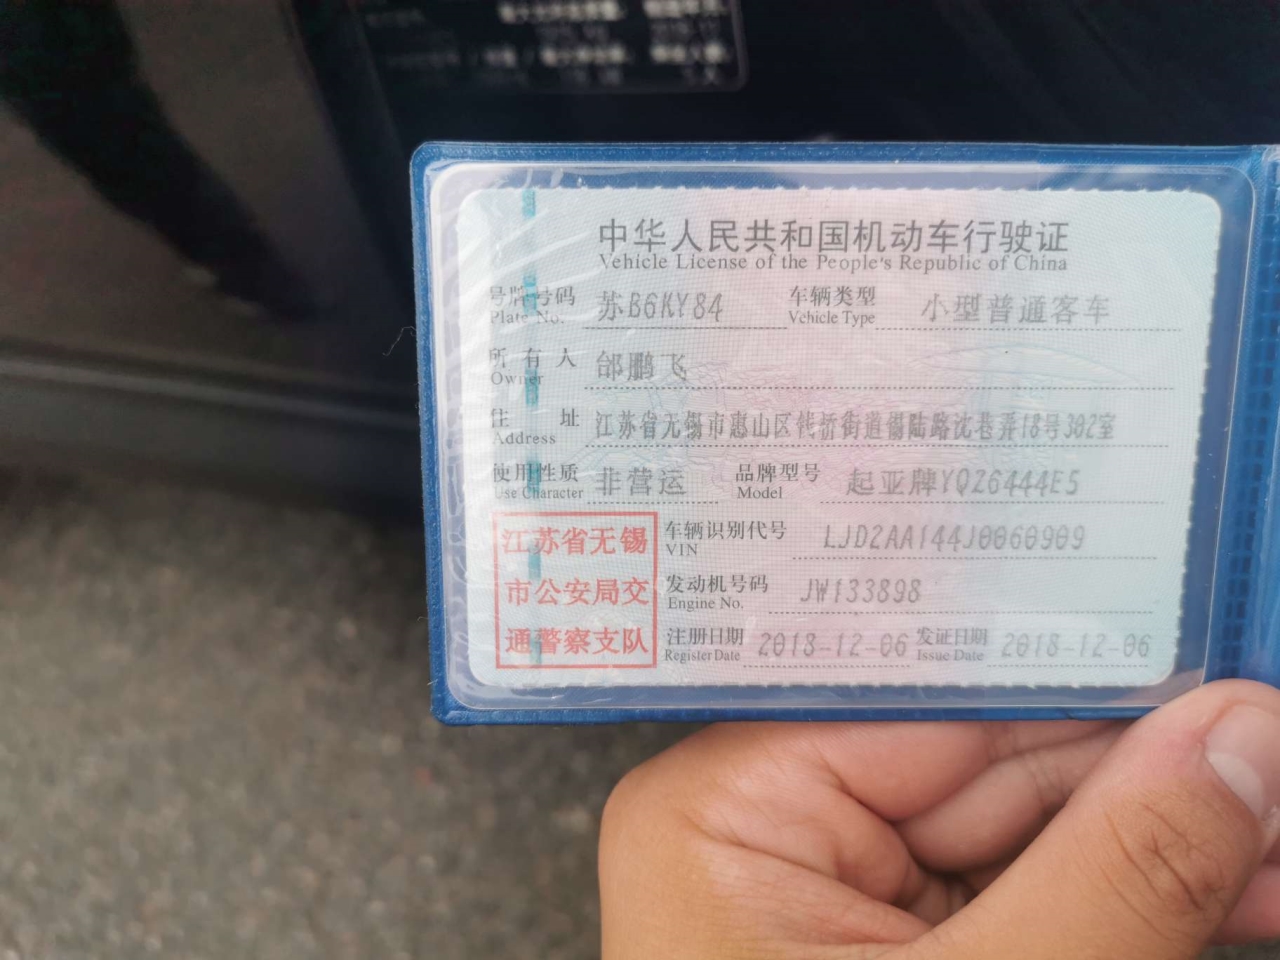 中华人民共和国机动车行驶证
Vehicle License of the People's Republic of China
号牌号码 苏B6KY84 车辆类型 小型普通客车
Plate No. Vehicle Type
所有人 邰鹏飞
Owner
住址 江苏省无锡市惠山区钱桥街道锡陆路沈巷弄18号302室
Address
使用性质 非营运 品牌型号 起亚牌YQZ6444E5
Use Character Model
江苏省无锡
市公安局交
通警察支队
车辆识别代号 LJD2AA144J0060909
VIN
发动机号码 JW133898
Engine No.
注册日期 2018-12-06 发证日期 2018-12-06
Register Date Issue Date